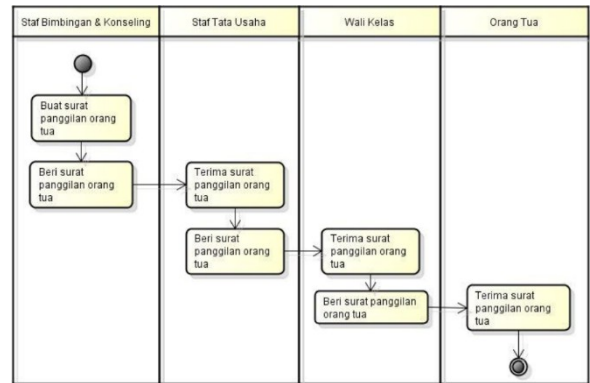 Staf Bimbingan & Konseling
Staf Tata Usaha
Wali Kelas
Orang Tua
Buat surat
panggilan orang
tua
Beri surat
panggilan orang
tua
Terima surat
panggilan orang
tua
Beri surat
panggilan orang
tua
Terima surat
panggilan orang
tua
Beri surat panggilan
orang tua
Terima surat
panggilan orang
tua